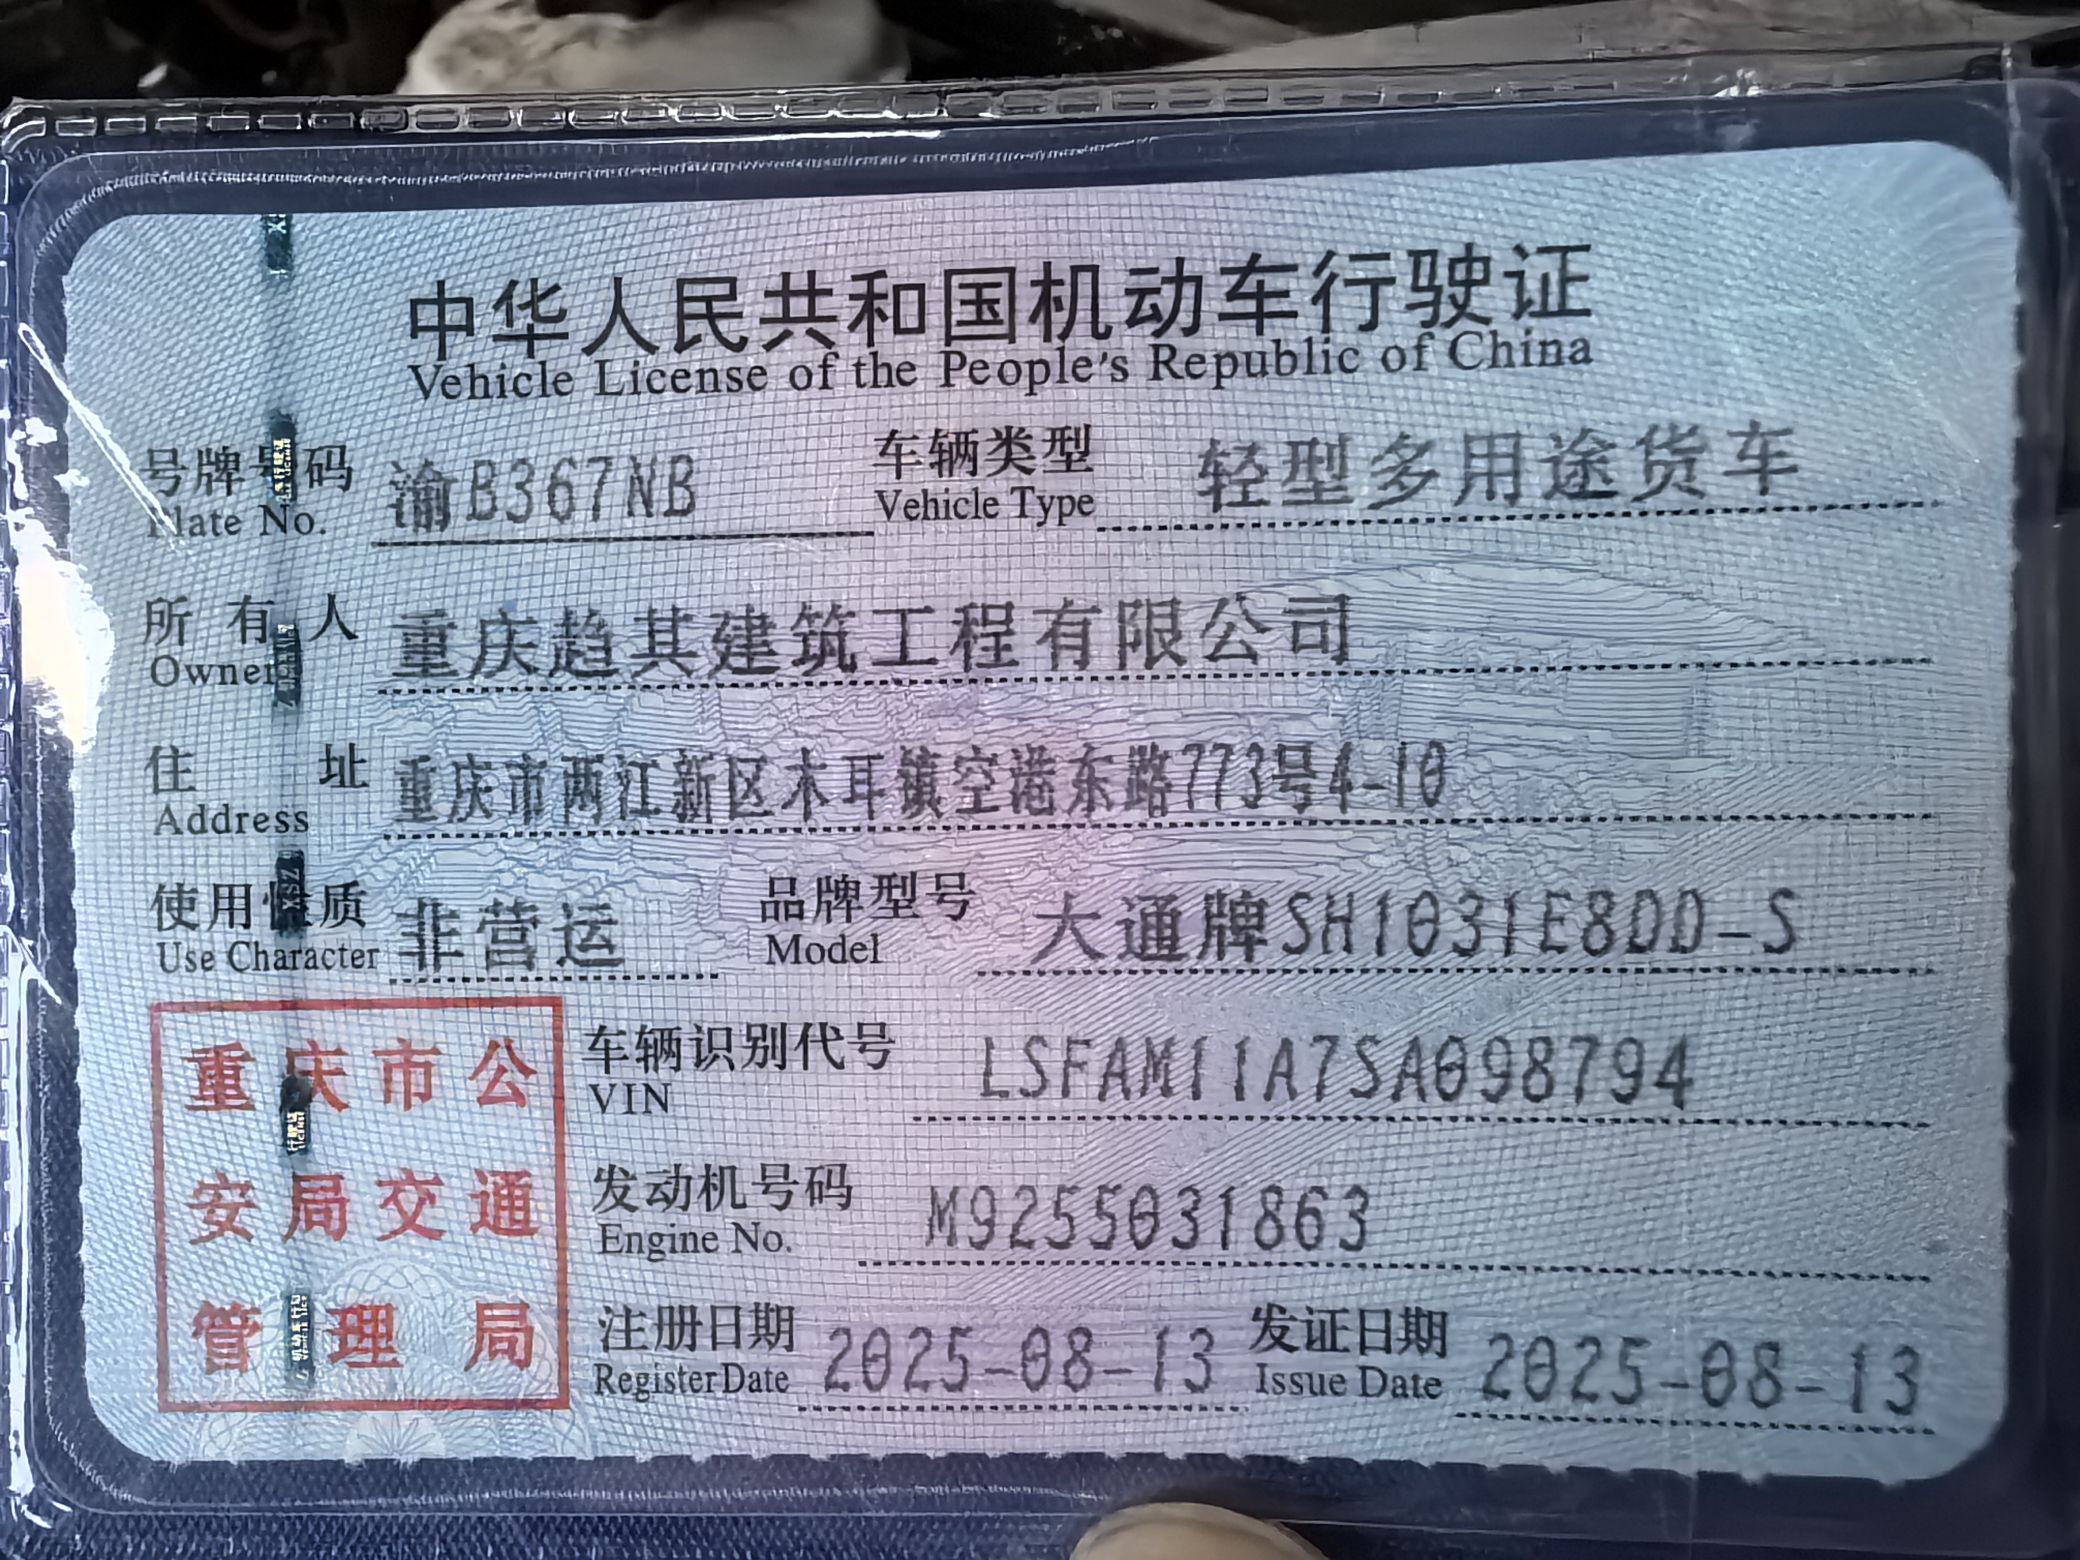 中华人民共和国机动车行驶证
Vehicle License of the People's Republic of China
号牌号码 渝B367NB 车辆类型 轻型多用途货车
Plate No. Vehicle Type
所有人 重庆趋其建筑工程有限公司
Owner
住址 重庆市两江新区木耳镇空港东路773号4-10
Address
使用性质 非营运 品牌型号 大通牌SH1031E8DD-S
Use Character Model
重庆市公
安局交通
管理局
车辆识别代号 LSFAM11A7SA098794
VIN
发动机号码 M9255031863
Engine No.
注册日期 2025-08-13 发证日期 2025-08-13
Register Date Issue Date